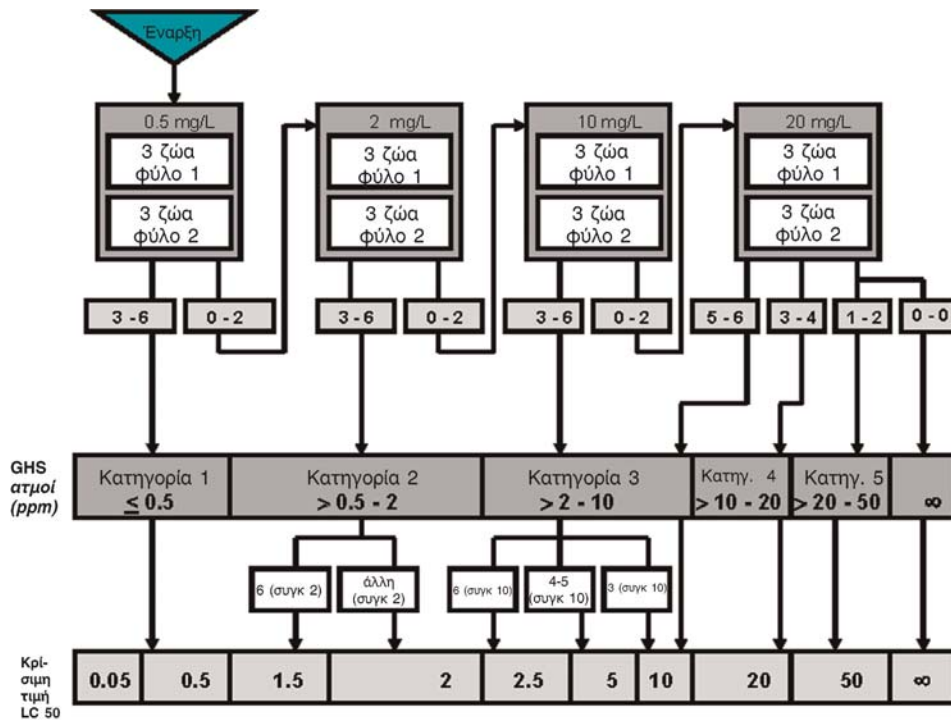 Έναρξη
0.5 mg/L
2 mg/L
10 mg/L
20 mg/L
3 ζώα
φύλο 1
3 ζώα
φύλο 1
3 ζώα
φύλο 1
3 ζώα
φύλο 1
3 ζώα
φύλο 2
3 ζώα
φύλο 2
3 ζώα
φύλο 2
3 ζώα
φύλο 2
3 - 6
0 - 2
3 - 6
0 - 2
3 - 6
0 - 2
5 - 6
3 - 4
1 - 2
0 - 0
GHS
ατμοί
(ppm)
Κατηγορία 1
≤ 0.5
Κατηγορία 2
> 0.5 - 2
Κατηγορία 3
> 2 - 10
Κατηγ. 4
> 10 - 20
Κατηγ. 5
> 20 - 50
∞
6 (συγκ 2)
άλλη
(συγκ 2)
6 (συγκ 10)
4-5
(συγκ 10)
3 (συγκ 10)
Κρί-
σιμη
τιμή
LC 50
0.05
0.5
1.5
2
2.5
5
10
20
50
∞